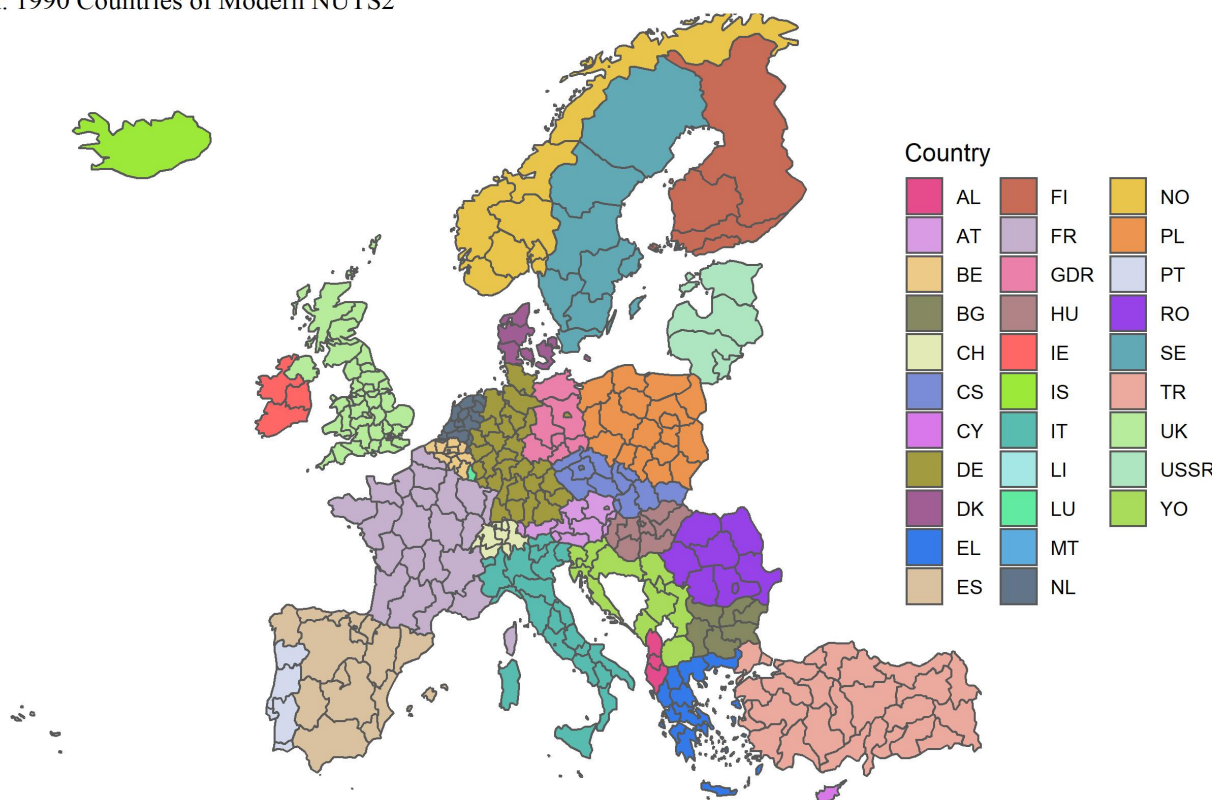 1990 Countries of Modern NUTS2
Country
AL FI NO
AT FR PL
BE GDR PT
BG HU RO
CH IE SE
CS IS TR
CY IT UK
DE LI USSR
DK LU YO
EL MT
ES NL